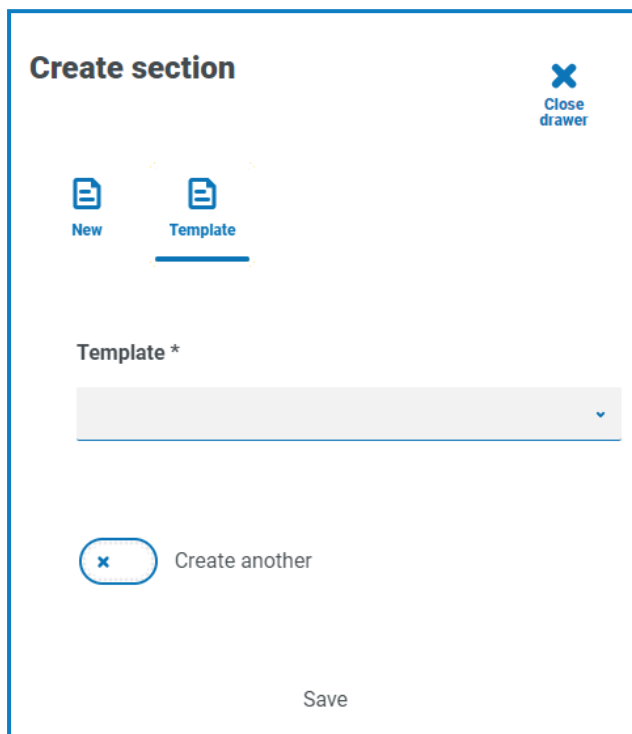 Create section
Close
drawer
New
Template
Template *
Create another
Save